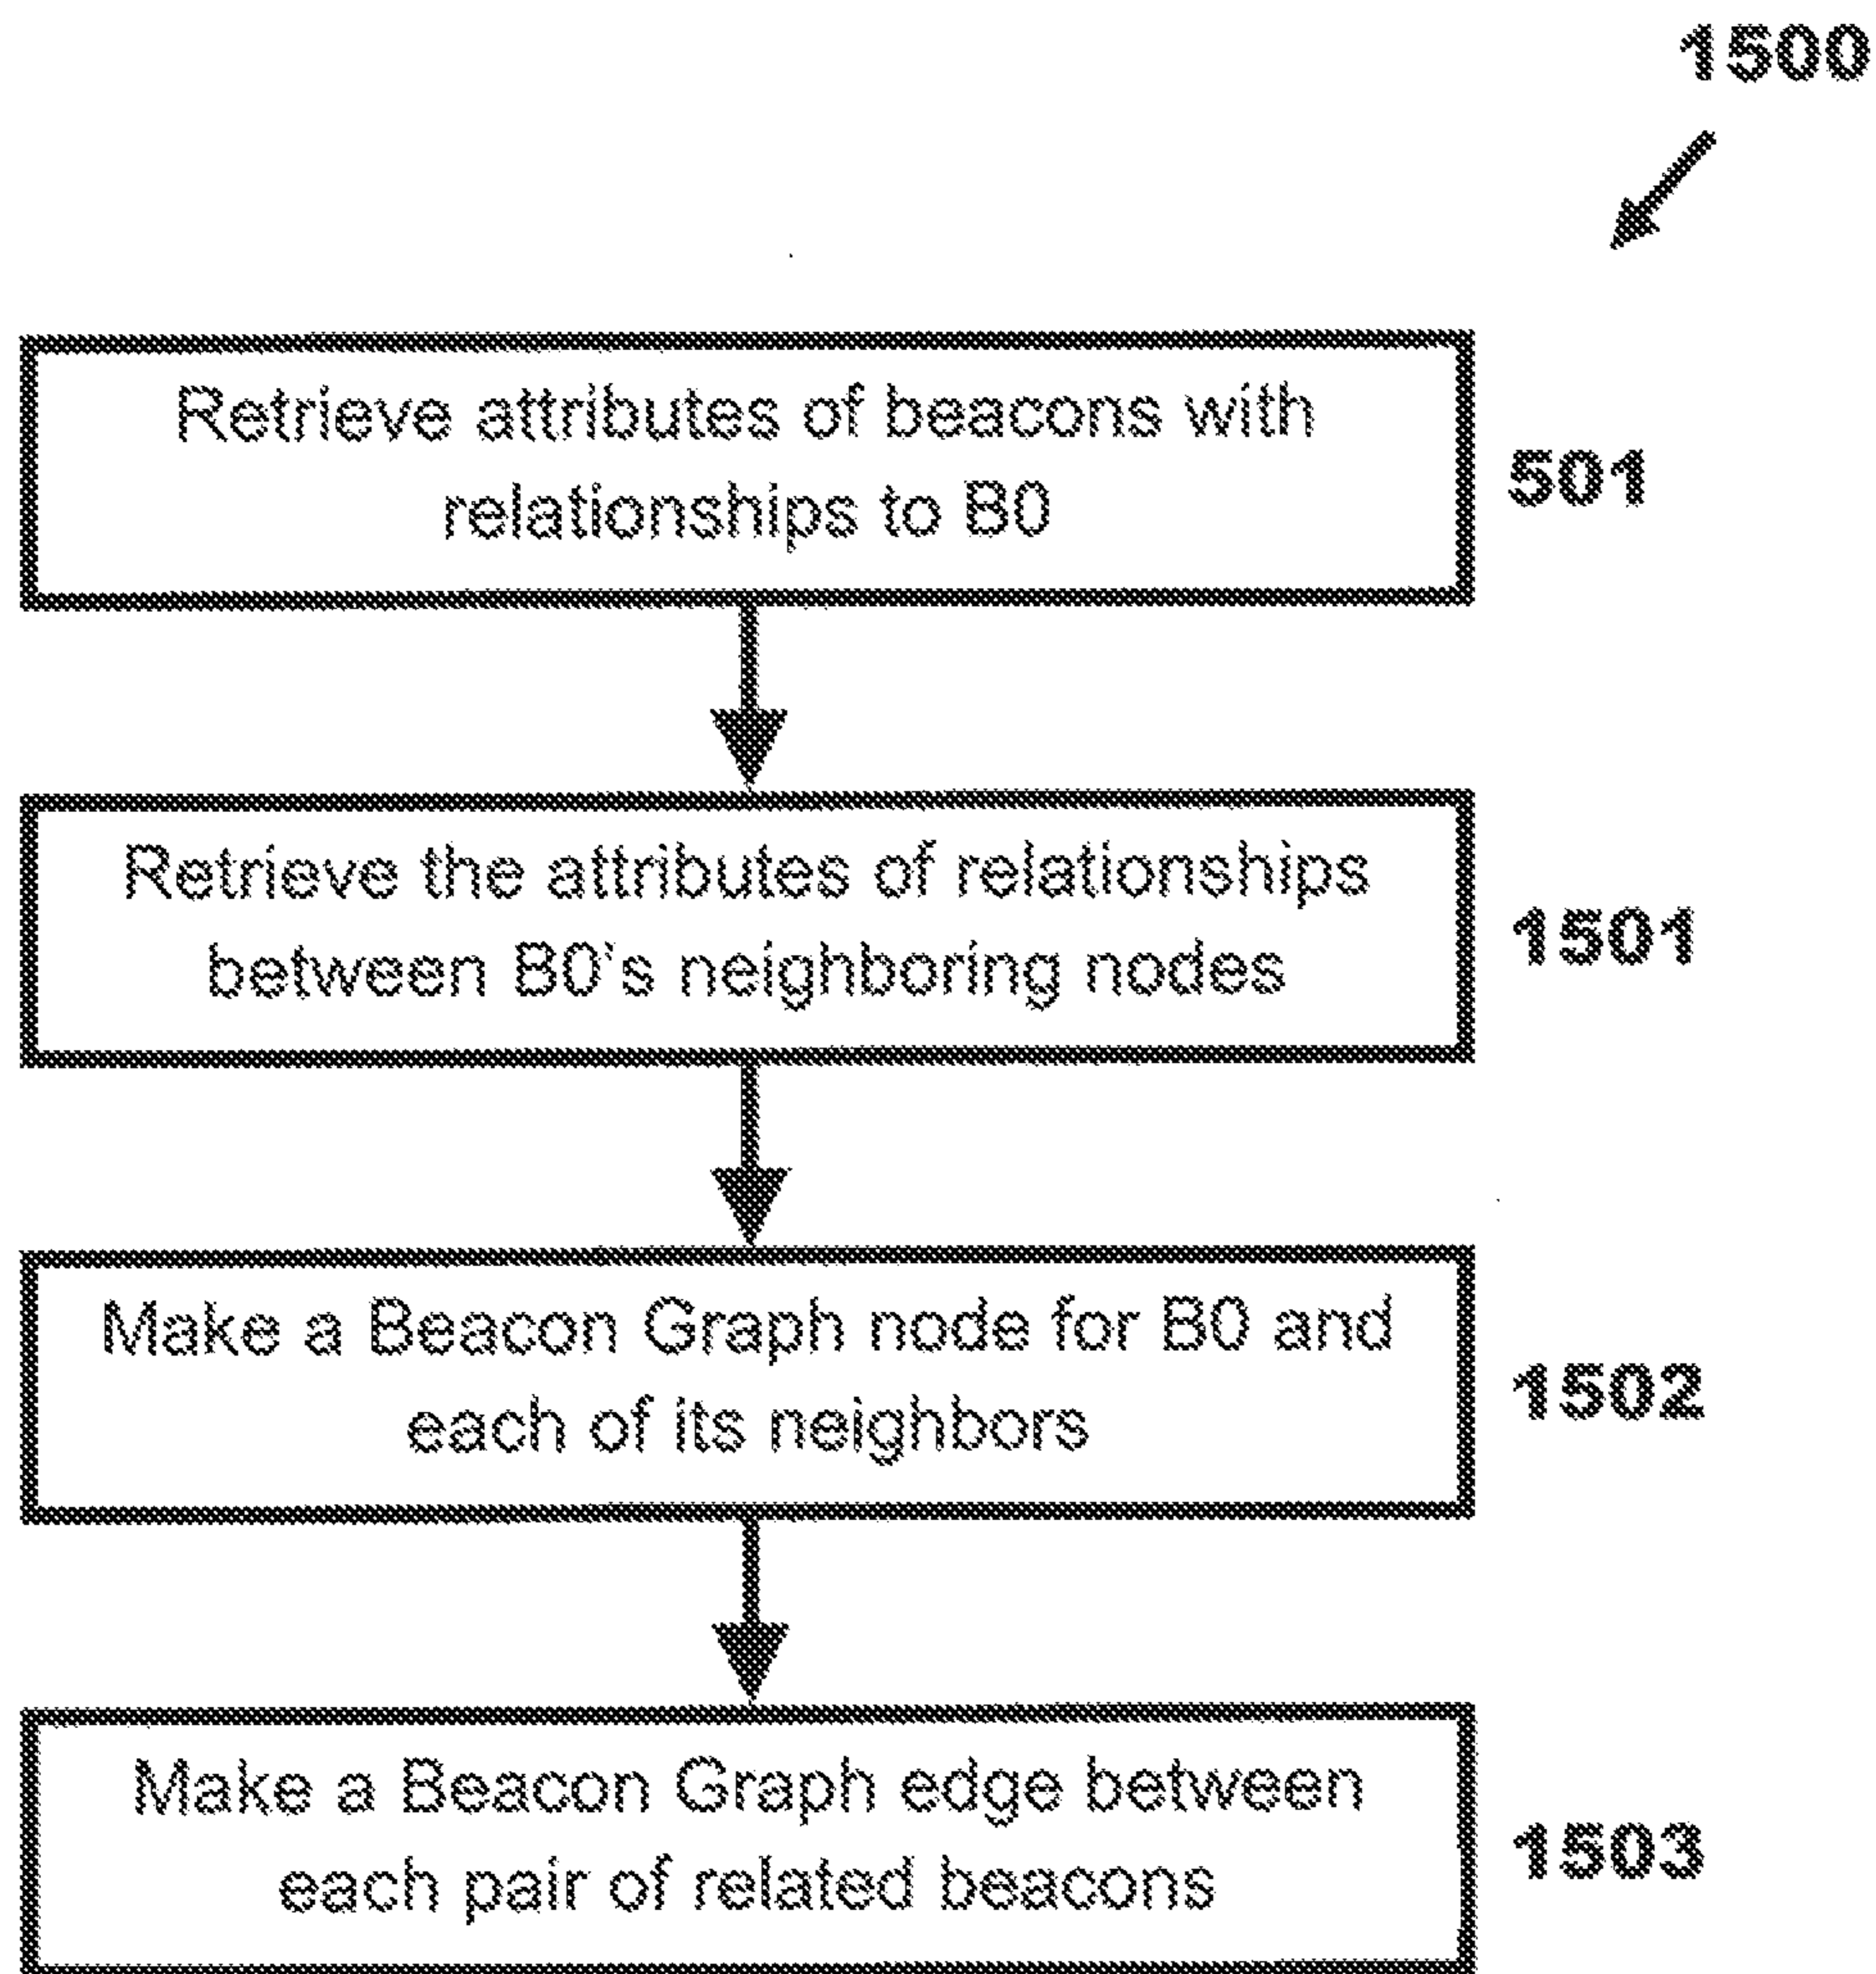 1500
Retrieve attributes of beacons with
relationships to B0
501
Retrieve the attributes of relationships
between B0's neighboring nodes
1501
Make a Beacon Graph node for B0 and
each of its neighbors
1502
Make a Beacon Graph edge between
each pair of related beacons
1503